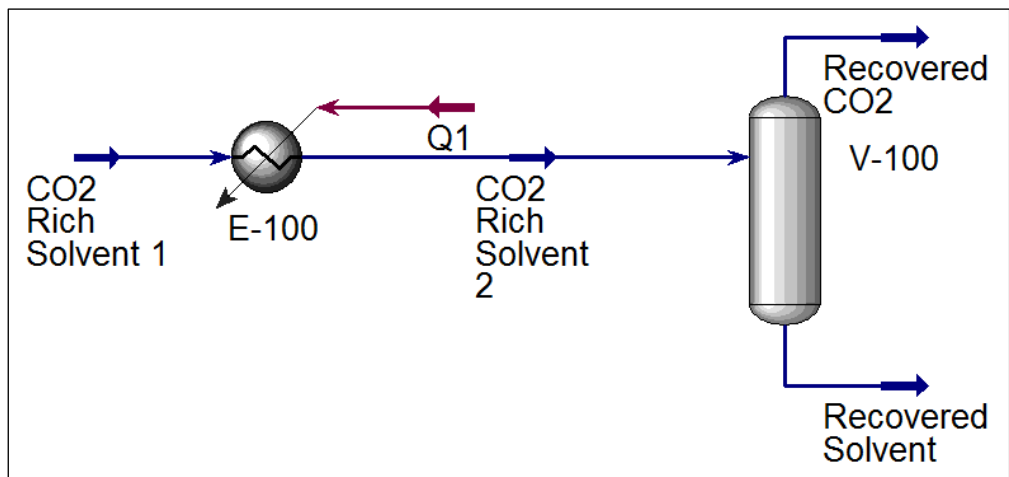 Recovered
CO2
V-100
Q1
CO2
Rich
Solvent 1
E-100
CO2
Rich
Solvent
2
Recovered
Solvent